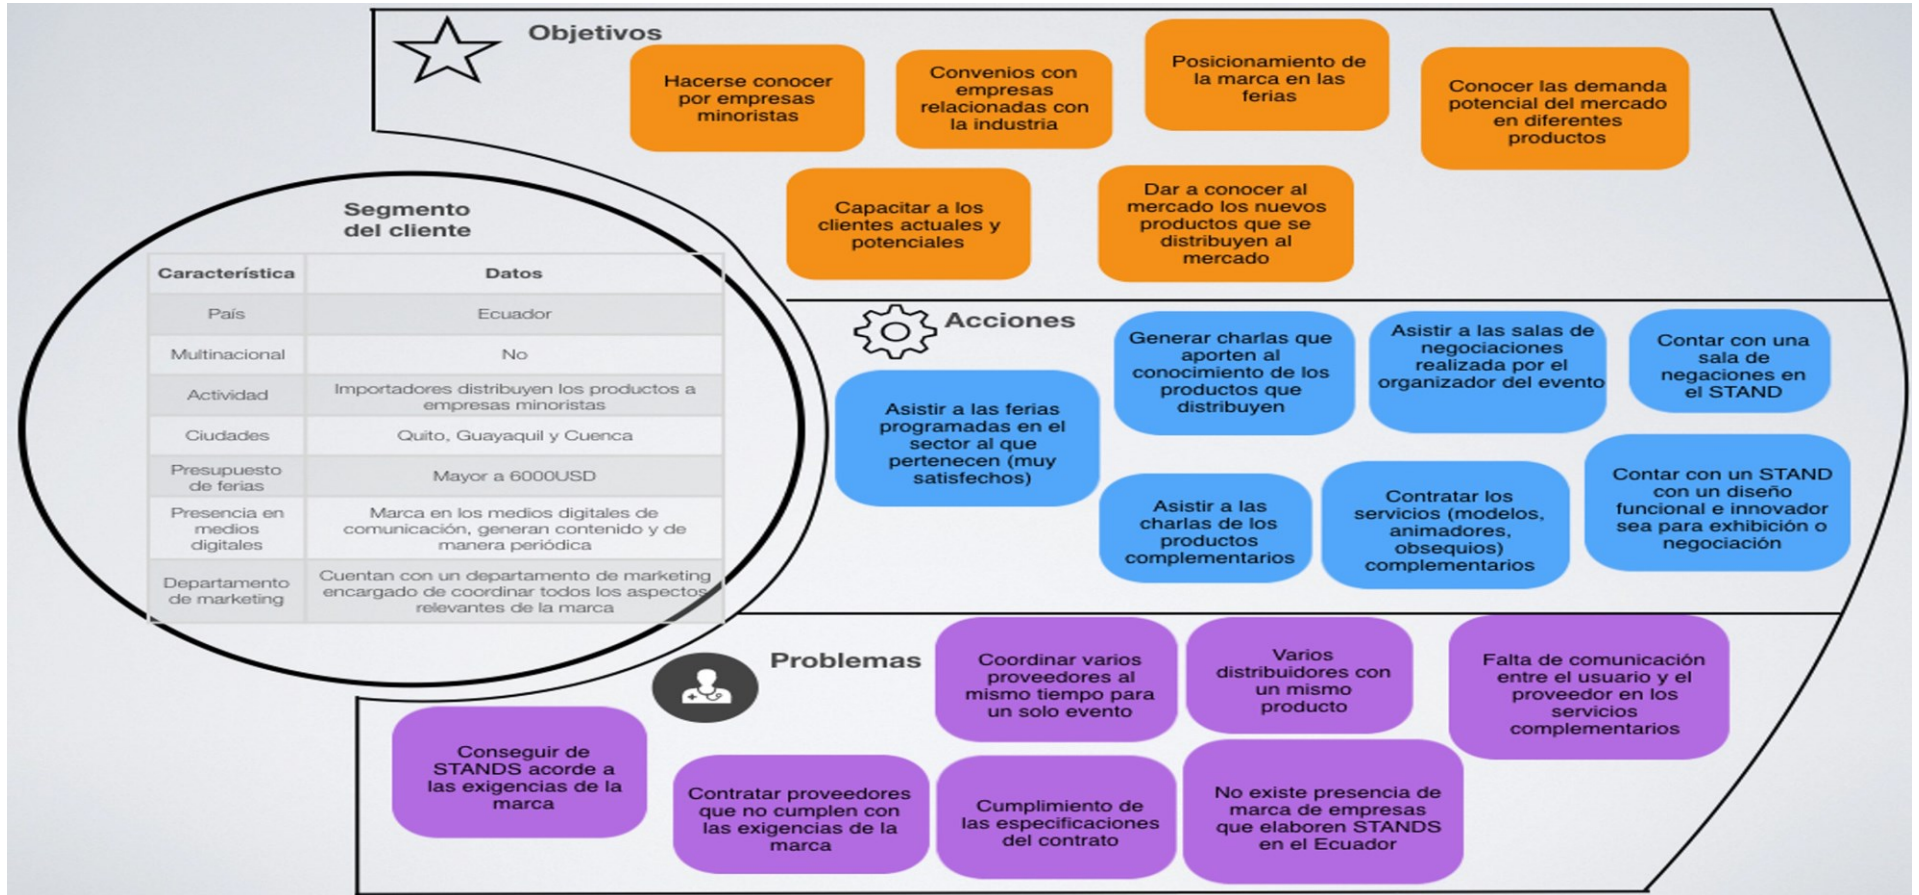 Objetivos
Hacerse conocer
por empresas
minoristas
Convenios con
empresas
relacionadas con
la industria
Posicionamiento de
la marca en las
ferias
Conocer las demanda
potencial del mercado
en diferentes
productos
Capacitar a los
clientes actuales y
potenciales
Dar a conocer al
mercado los nuevos
productos que se
distribuyen al
mercado
Segmento
del cliente
Característica Datos
País Ecuador
Multinacional No
Actividad Importadores distribuyen los productos a
empresas minoristas
Ciudades Quito, Guayaquil y Cuenca
Presupuesto
de ferias
Mayor a 6000USD
Presencia en
medios
digitales
Marca en los medios digitales de
comunicación, generan contenido y de
manera periódica
Departamento
de marketing
Cuentan con un departamento de marketing
encargado de coordinar todos los aspectos
relevantes de la marca
Acciones
Asistir a las ferias
programadas en el
sector al que
pertenecen (muy
satisfechos)
Generar charlas que
aporten al
conocimiento de los
productos que
distribuyen
Asistir a las salas de
negociaciones
realizada por el
organizador del evento
Contar con una
sala de
negaciones en
el STAND
Asistir a las
charlas de los
productos
complementarios
Contratar los
servicios (modelos,
animadores,
obsequios)
complementarios
Contar con un STAND
con un diseño
funcional e innovador
sea para exhibición o
negociación
Problemas
Coordinar varios
proveedores al
mismo tiempo para
un solo evento
Varios
distribuidores con
un mismo
producto
Falta de comunicación
entre el usuario y el
proveedor en los
servicios
complementarios
Conseguir de
STANDS acorde a
las exigencias de la
marca
Contratar proveedores
que no cumplen con
las exigencias de la
marca
Cumplimiento de
las especificaciones
del contrato
No existe presencia de
marca de empresas
que elaboren STANDS
en el Ecuador